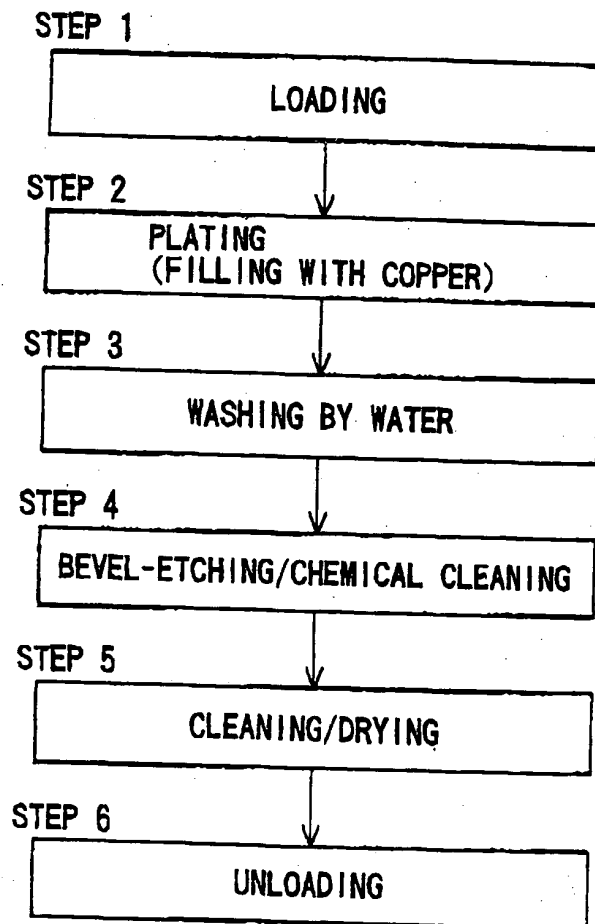 STEP 1
LOADING
STEP 2
PLATING
(FILLING WITH COPPER)
STEP 3
WASHING BY WATER
STEP 4
BEVEL-ETCHING/CHEMICAL CLEANING
STEP 5
CLEANING/DRYING
STEP 6
UNLOADING